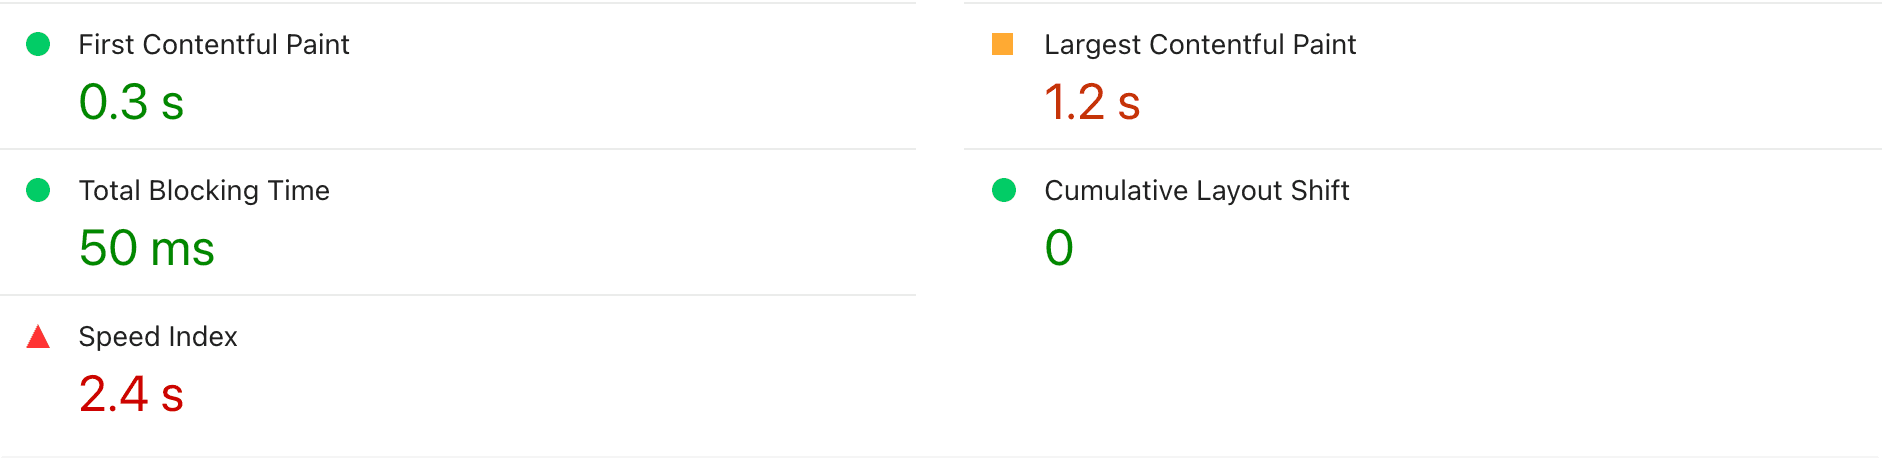 First Contentful Paint
0.3 s
Largest Contentful Paint
1.2 s
Total Blocking Time
50 ms
Cumulative Layout Shift
0
Speed Index
2.4 s